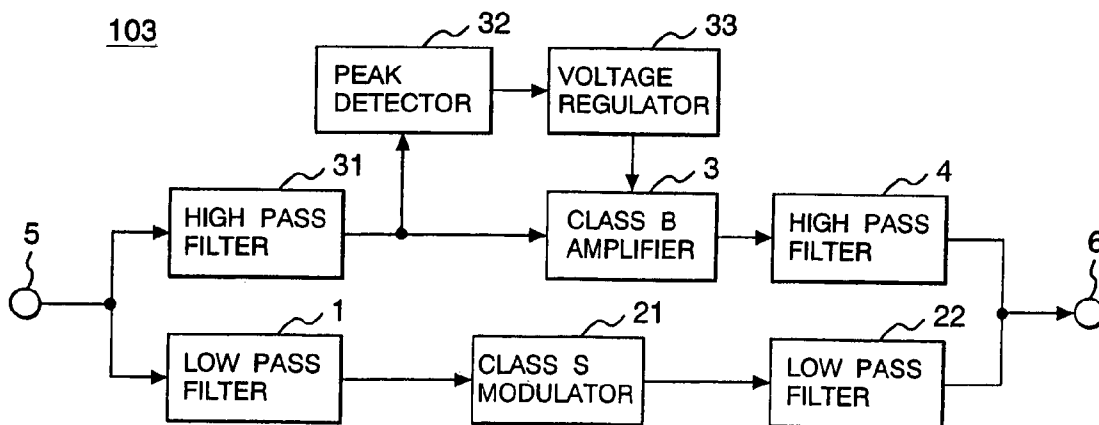 103
32
33
PEAK
DETECTOR
VOLTAGE
REGULATOR
31
3
4
HIGH PASS
FILTER
CLASS B
AMPLIFIER
HIGH PASS
FILTER
5
6
1
21
22
LOW PASS
FILTER
CLASS S
MODULATOR
LOW PASS
FILTER